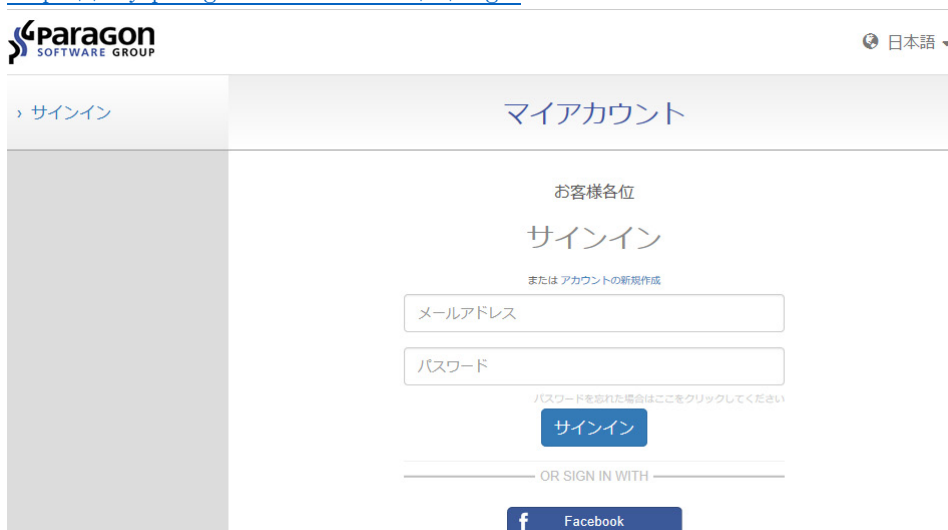 Paragon
SOFTWARE GROUP
日本語
› サインイン
マイアカウント
お客様各位
サインイン
または アカウントの新規作成
メールアドレス
パスワード
パスワードを忘れた場合はここをクリックしてください
サインイン
OR SIGN IN WITH
f Facebook